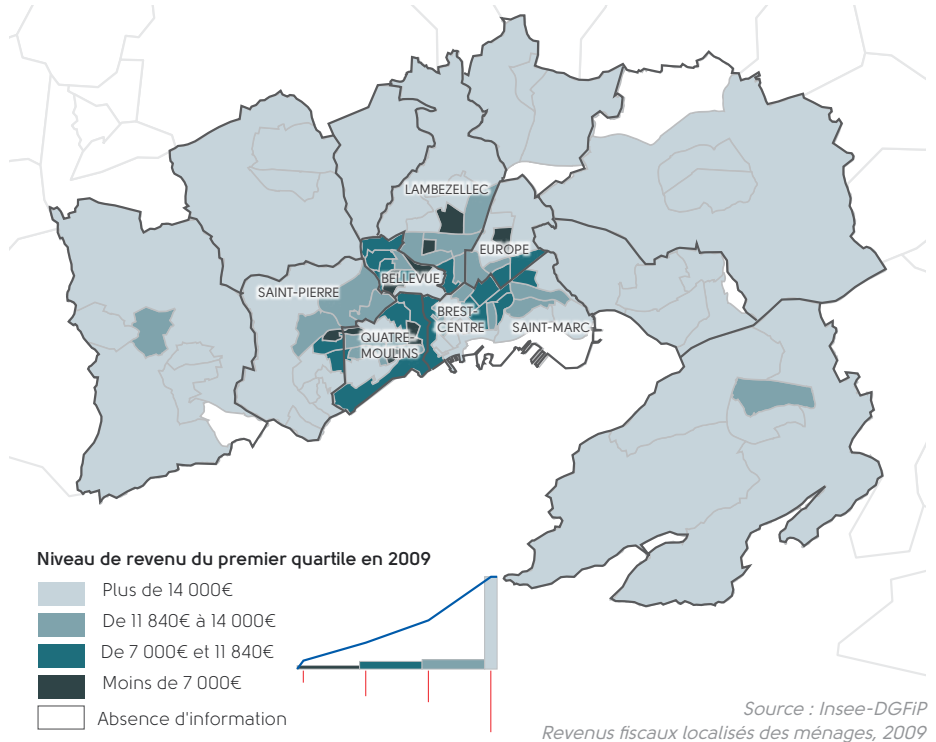 LAMBEZELLEC
EUROPE
BELLEVUE
SAINT-PIERRE
BREST-
CENTRE
SAINT-MARC
QUATRE-
MOULINS
Niveau de revenu du premier quartile en 2009
Plus de 14 000€
De 11 840€ à 14 000€
De 7 000€ et 11 840€
Moins de 7 000€
Absence d'information
Source : Insee-DGFiP
Revenus fiscaux localisés des ménages, 2009